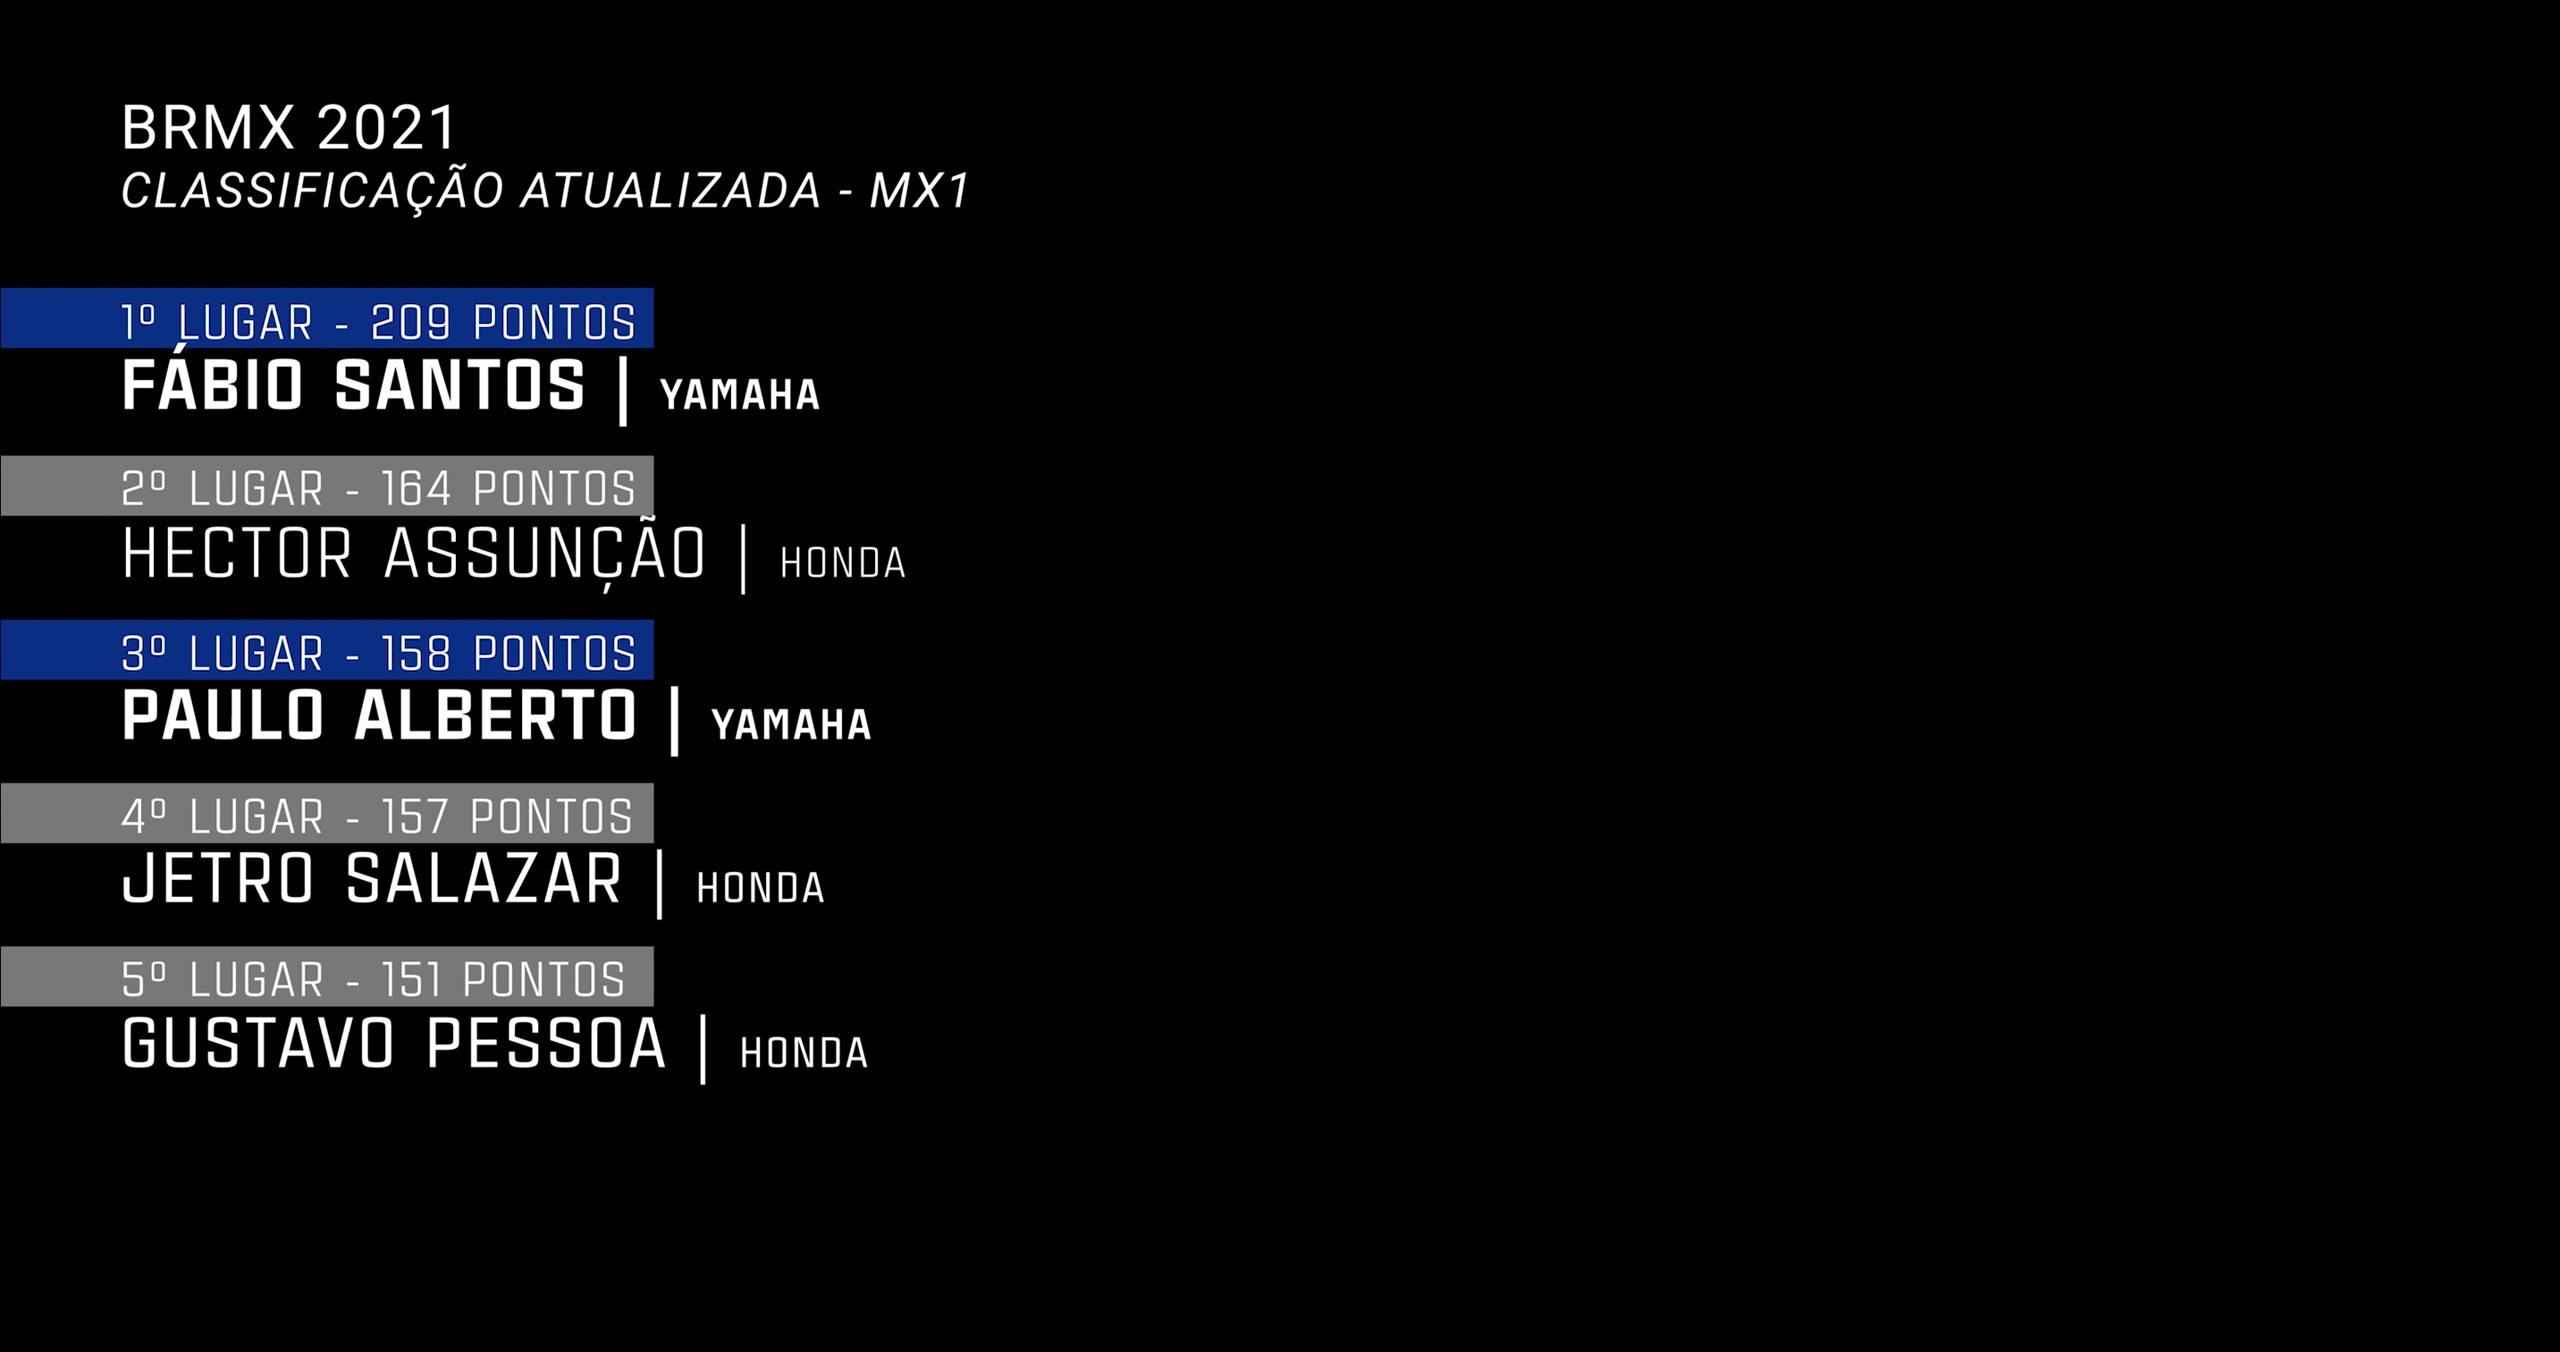 BRMX 2021
CLASSIFICAÇÃO ATUALIZADA - MX1
1º LUGAR - 209 PONTOS
FÁBIO SANTOS | YAMAHA
2º LUGAR - 164 PONTOS
HECTOR ASSUNÇÃO | HONDA
3º LUGAR - 158 PONTOS
PAULO ALBERTO | YAMAHA
4º LUGAR - 157 PONTOS
JETRO SALAZAR | HONDA
5º LUGAR - 151 PONTOS
GUSTAVO PESSOA | HONDA